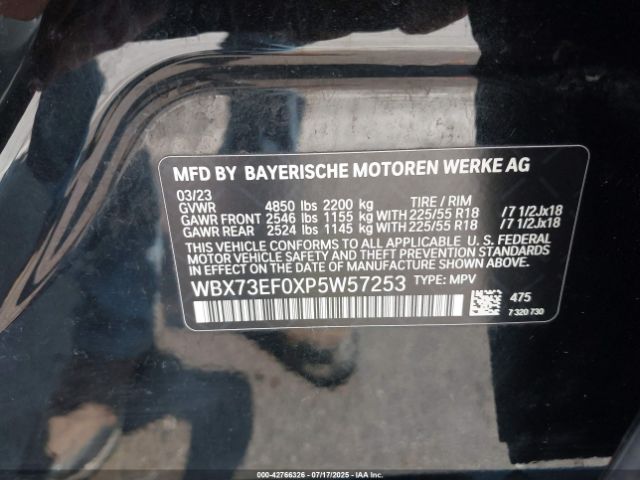 MFD BY BAYERISCHE MOTOREN WERKE AG
03/23
GVWR 4850 lbs 2200 kg TIRE / RIM
GAWR FRONT 2546 lbs 1155 kg WITH 225/55 R18 /7 1/2Jx18
GAWR REAR 2524 lbs 1145 kg WITH 225/55 R18 /7 1/2Jx18
THIS VEHICLE CONFORMS TO ALL APPLICABLE U. S. FEDERAL
MOTOR VEHICLE SAFETY, BUMPER, AND THEFT PREVENTION STANDARDS
IN EFFECT ON THE DATE OF MANUFACTURE SHOWN ABOVE.
WBX73EF0XP5W57253 TYPE: MPV
475
7 320 730
000-42766326 - 07/17/2025 - IAAI.COM